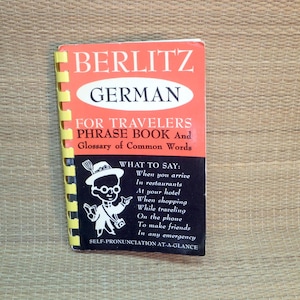 BERLITZ
GERMAN
FOR TRAVELERS
PHRASE BOOK And
Glossary of Common Words
WHAT TO SAY:
When you arrive
In restaurants
At your hotel
When shopping
While traveling
On the phone
To make friends
In any emergency
SELF-PRONUNCIATION AT-A-GLANCE